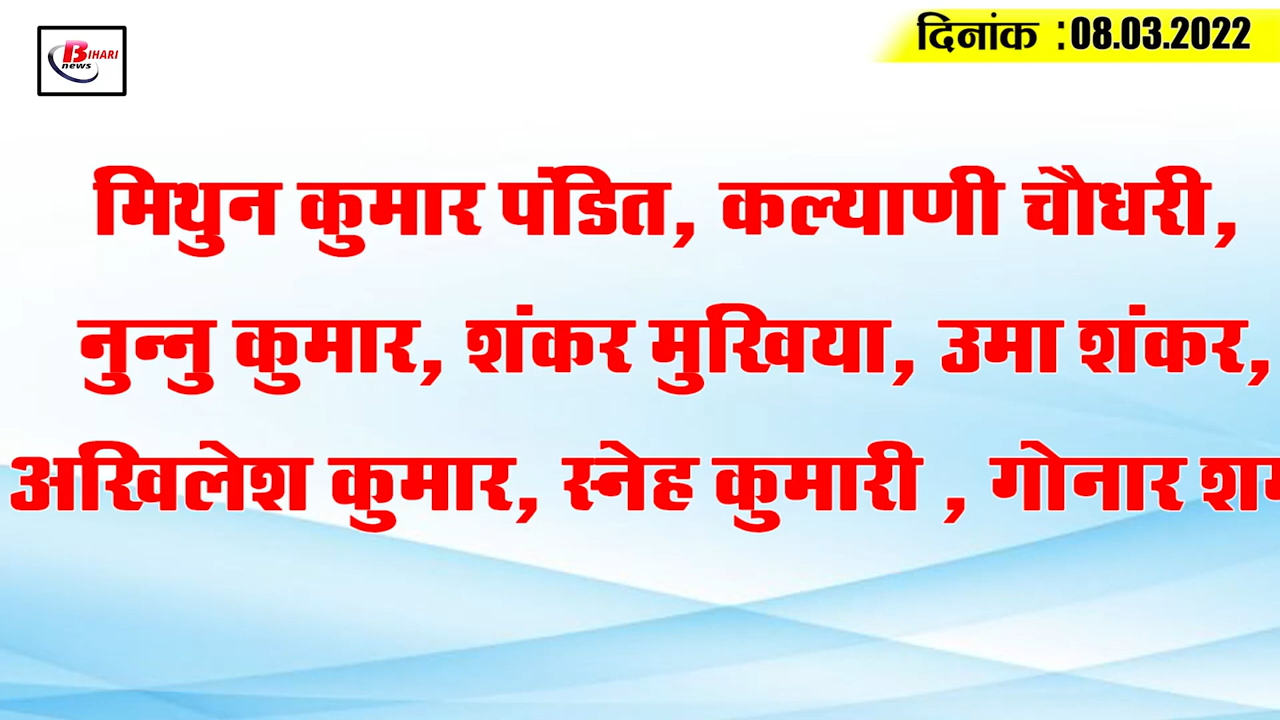 BIHARI
news
दिनांक :08.03.2022
मिथुन कुमार पंडित, कल्याणी चौधरी,
नुन्नु कुमार, शंकर मुखिया, उमा शंकर,
अखिलेश कुमार, स्नेह कुमारी , गोनार